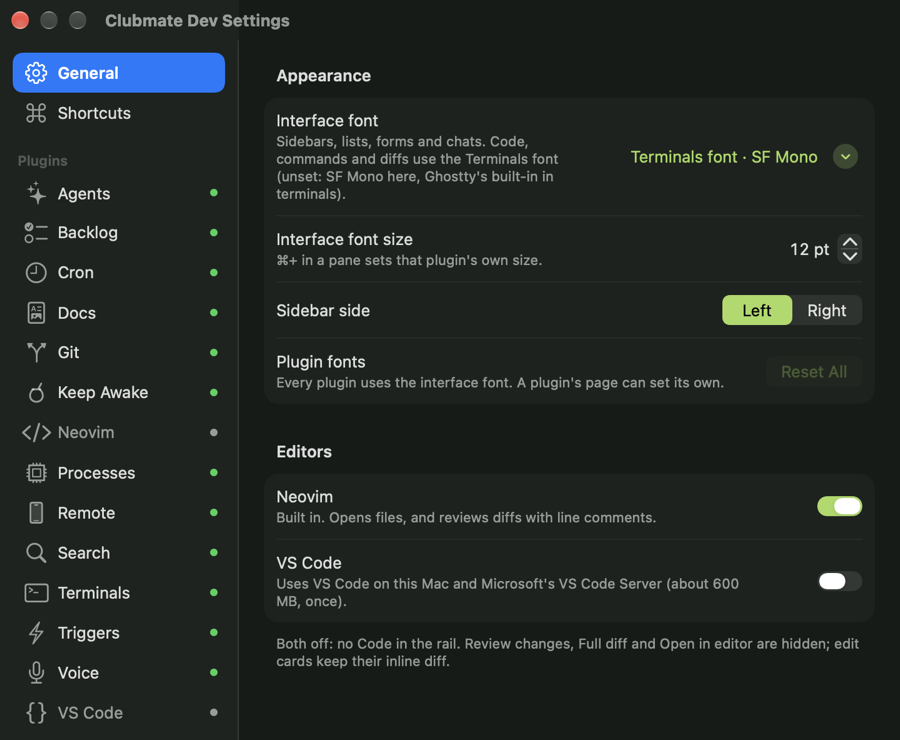 Clubmate Dev Settings
General
Shortcuts
Plugins
Agents
Backlog
Cron
Docs
Git
Keep Awake
Neovim
Processes
Remote
Search
Terminals
Triggers
Voice
VS Code
Appearance
Interface font
Sidebars, lists, forms and chats. Code,
commands and diffs use the Terminals font
(unset: SF Mono here, Ghostty's built-in in
terminals).
Terminals font · SF Mono
Interface font size
⌘+ in a pane sets that plugin's own size.
12 pt
Sidebar side
Left
Right
Plugin fonts
Every plugin uses the interface font. A plugin's page can set its own.
Reset All
Editors
Neovim
Built in. Opens files, and reviews diffs with line comments.
VS Code
Uses VS Code on this Mac and Microsoft's VS Code Server (about 600
MB, once).
Both off: no Code in the rail. Review changes, Full diff and Open in editor are hidden; edit
cards keep their inline diff.